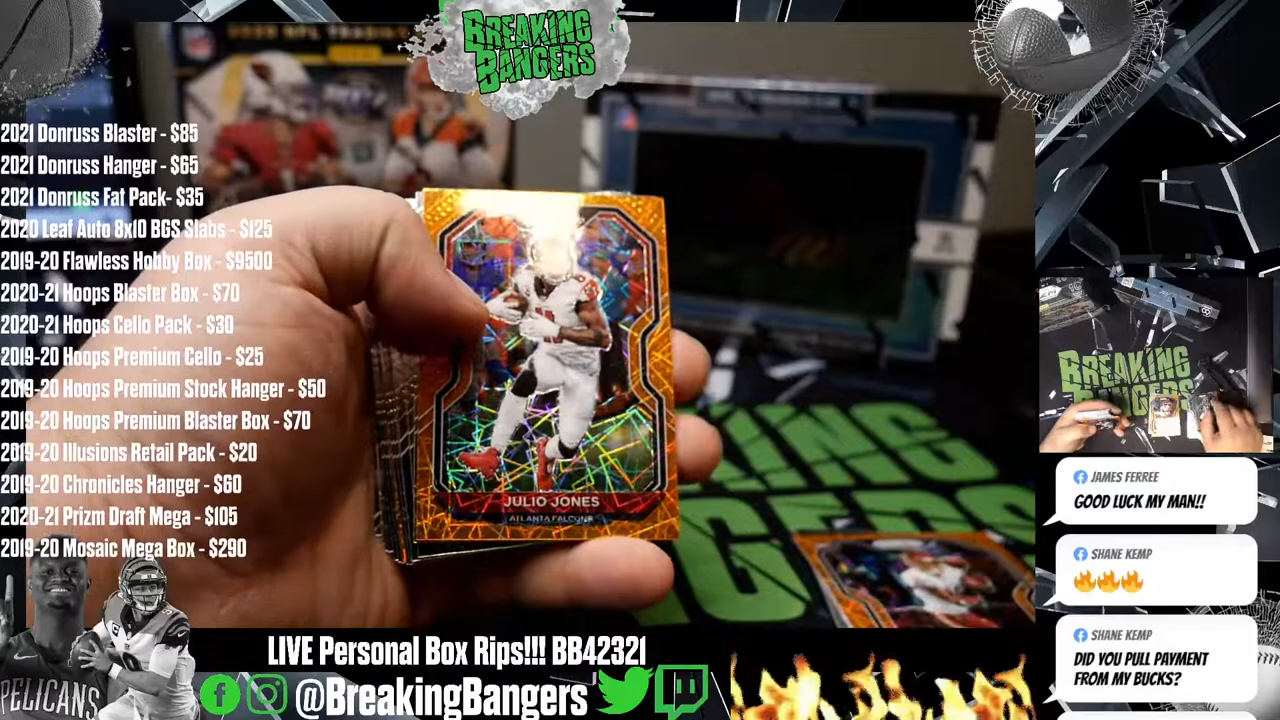 BREAKING
BANGERS
2021 Donruss Blaster - $85
2021 Donruss Hanger - $65
2021 Donruss Fat Pack- $35
2020 Leaf Auto 8x10 BGS Slabs - $125
2019-20 Flawless Hobby Box - $9500
2020-21 Hoops Blaster Box - $70
2020-21 Hoops Cello Pack - $30
2019-20 Hoops Premium Cello - $25
2019-20 Hoops Premium Stock Hanger - $50
2019-20 Hoops Premium Blaster Box - $70
2019-20 Illusions Retail Pack - $20
2019-20 Chronicles Hanger - $60
2020-21 Prizm Draft Mega - $105
2019-20 Mosaic Mega Box - $290
JULIO JONES
ATLANTA FALCONS
BREAKING
JAMES FERREE
GOOD LUCK MY MAN!!
SHANE KEMP
🔥🔥🔥
SHANE KEMP
DID YOU PULL PAYMENT
FROM MY BUCKS?
PELICANS
LIVE Personal Box Rips!!! BB42321
@BreakingBangers